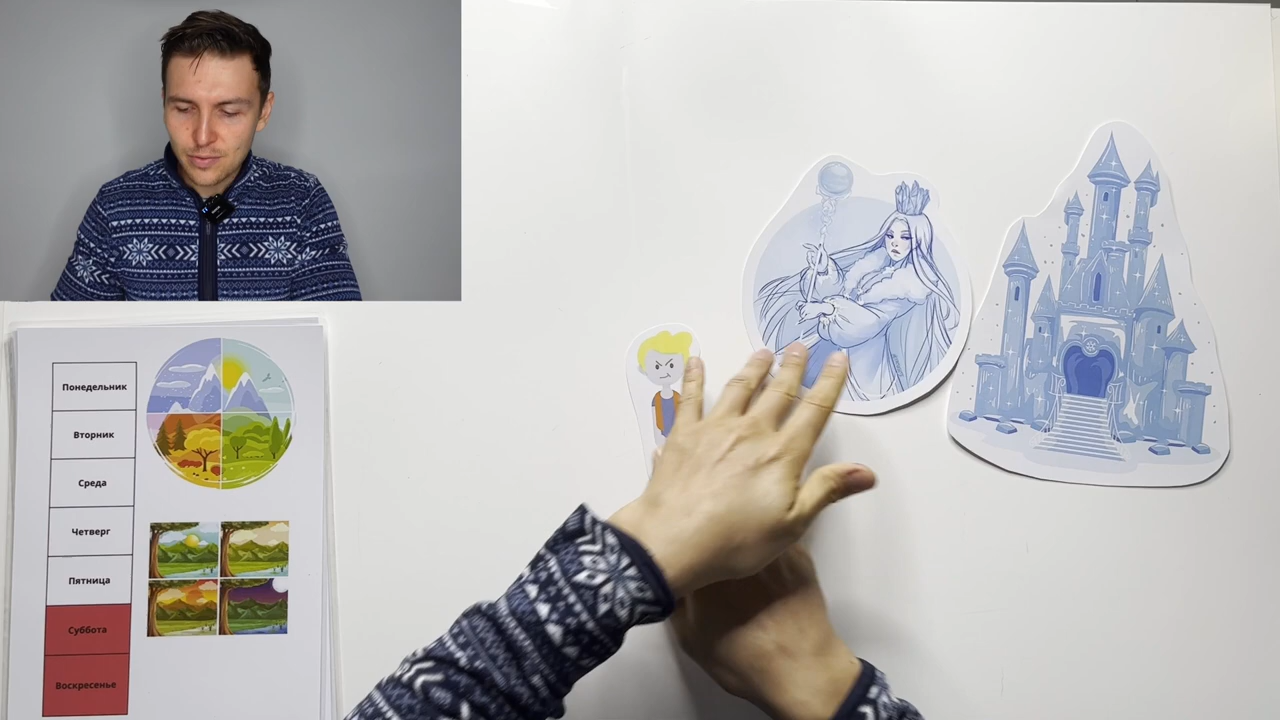 Понедельник
Вторник
Среда
Четверг
Пятница
Суббота
Воскресенье